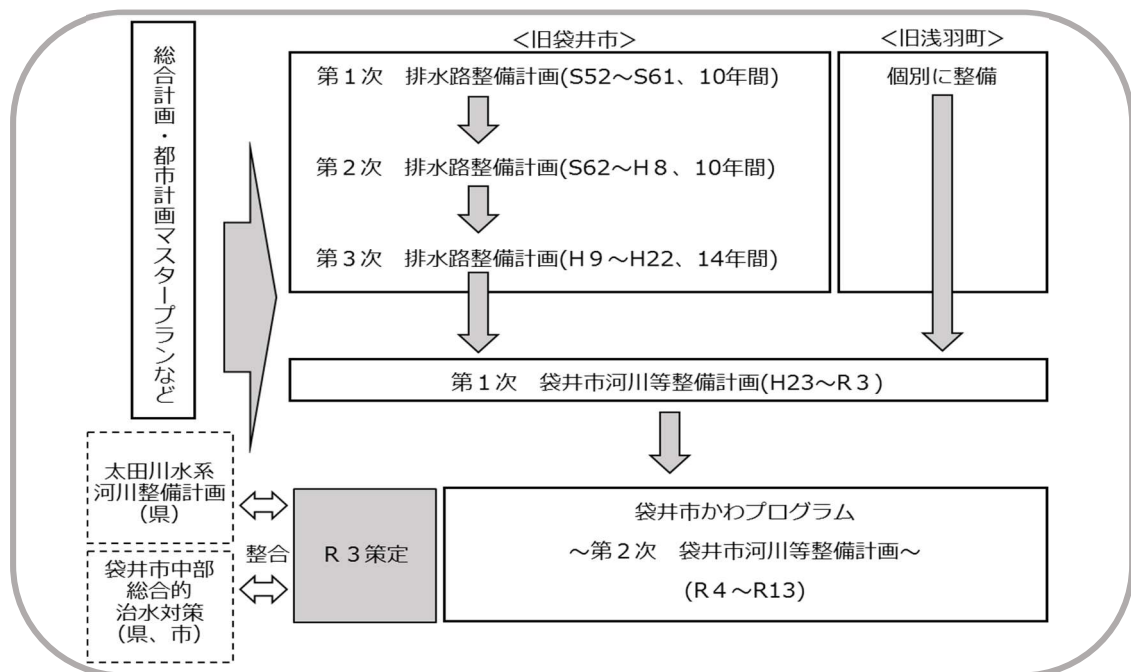 総合計画・都市計画マスタープランなど
＜旧袋井市＞
第１次　排水路整備計画(S52～S61、10年間)
第２次　排水路整備計画(S62～H８、10年間)
第３次　排水路整備計画(H９～H22、14年間)
＜旧浅羽町＞
個別に整備
第１次　袋井市河川等整備計画(H23～R３)
太田川水系
河川整備計画
(県)
袋井市中部
総合的
治水対策
(県、市)
整合
R３策定
袋井市かわプログラム
～第２次　袋井市河川等整備計画～
(R４～R13)